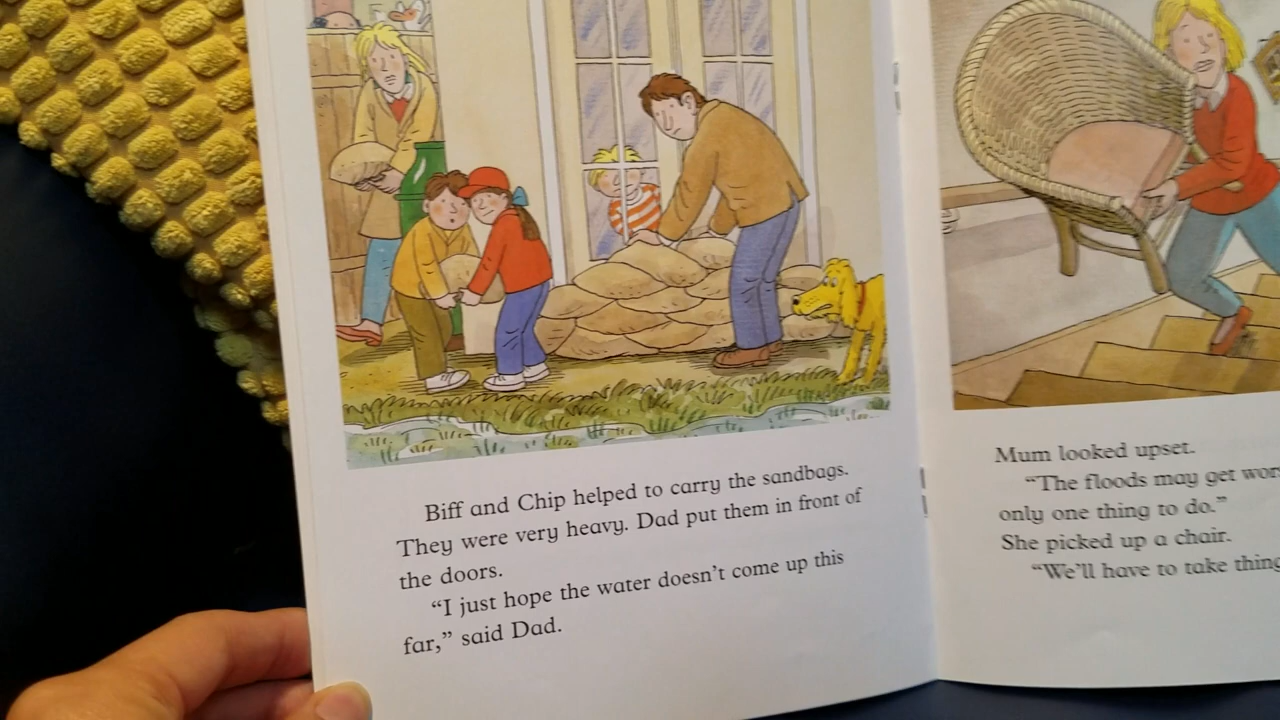 Biff and Chip helped to carry the sandbags.
They were very heavy. Dad put them in front of
the doors.
“I just hope the water doesn’t come up this
far,” said Dad.
Mum looked upset.
“The floods may get
only one thing to do.”
She picked up a chair.
“We’ll have to take